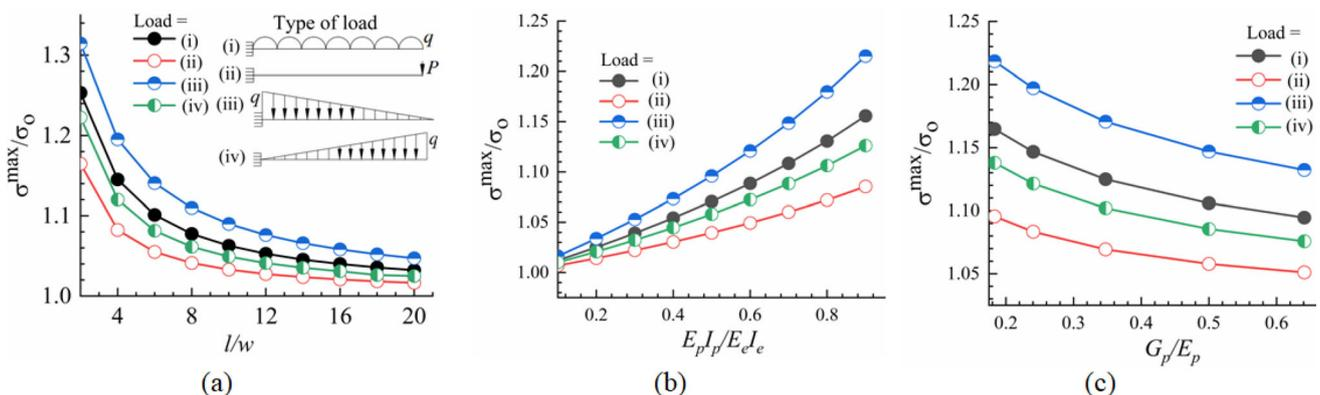 Load =
(i)
(ii)
(iii)
(iv)
Type of load
(i)
q
(ii)
P
(iii)
q
(iv)
q
1.3
1.2
1.1
1.0
σmax/σo
4 8 12 16 20
l/w
(a)
1.25
1.20
1.15
1.10
1.05
1.00
σmax/σo
Load =
(i)
(ii)
(iii)
(iv)
0.2 0.4 0.6 0.8
EpIp/EeIe
(b)
1.25
1.20
1.15
1.10
1.05
σmax/σo
Load =
(i)
(ii)
(iii)
(iv)
0.2 0.3 0.4 0.5 0.6
Gp/Ep
(c)